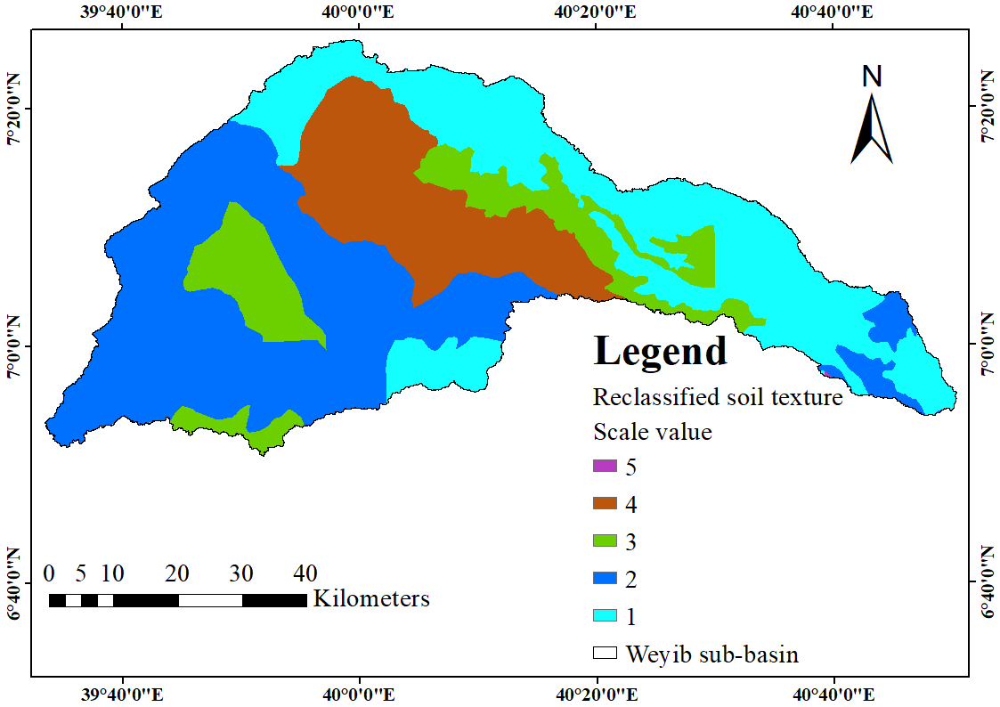 39°40'0"E 40°0'0"E 40°20'0"E 40°40'0"E
N
7°20'0"N 7°20'0"N
7°0'0"N 7°0'0"N
Legend
Reclassified soil texture
Scale value
5
4
3
2
1
Weyib sub-basin
0 5 10 20 30 40
Kilometers
6°40'0"N 6°40'0"N
39°40'0"E 40°0'0"E 40°20'0"E 40°40'0"E